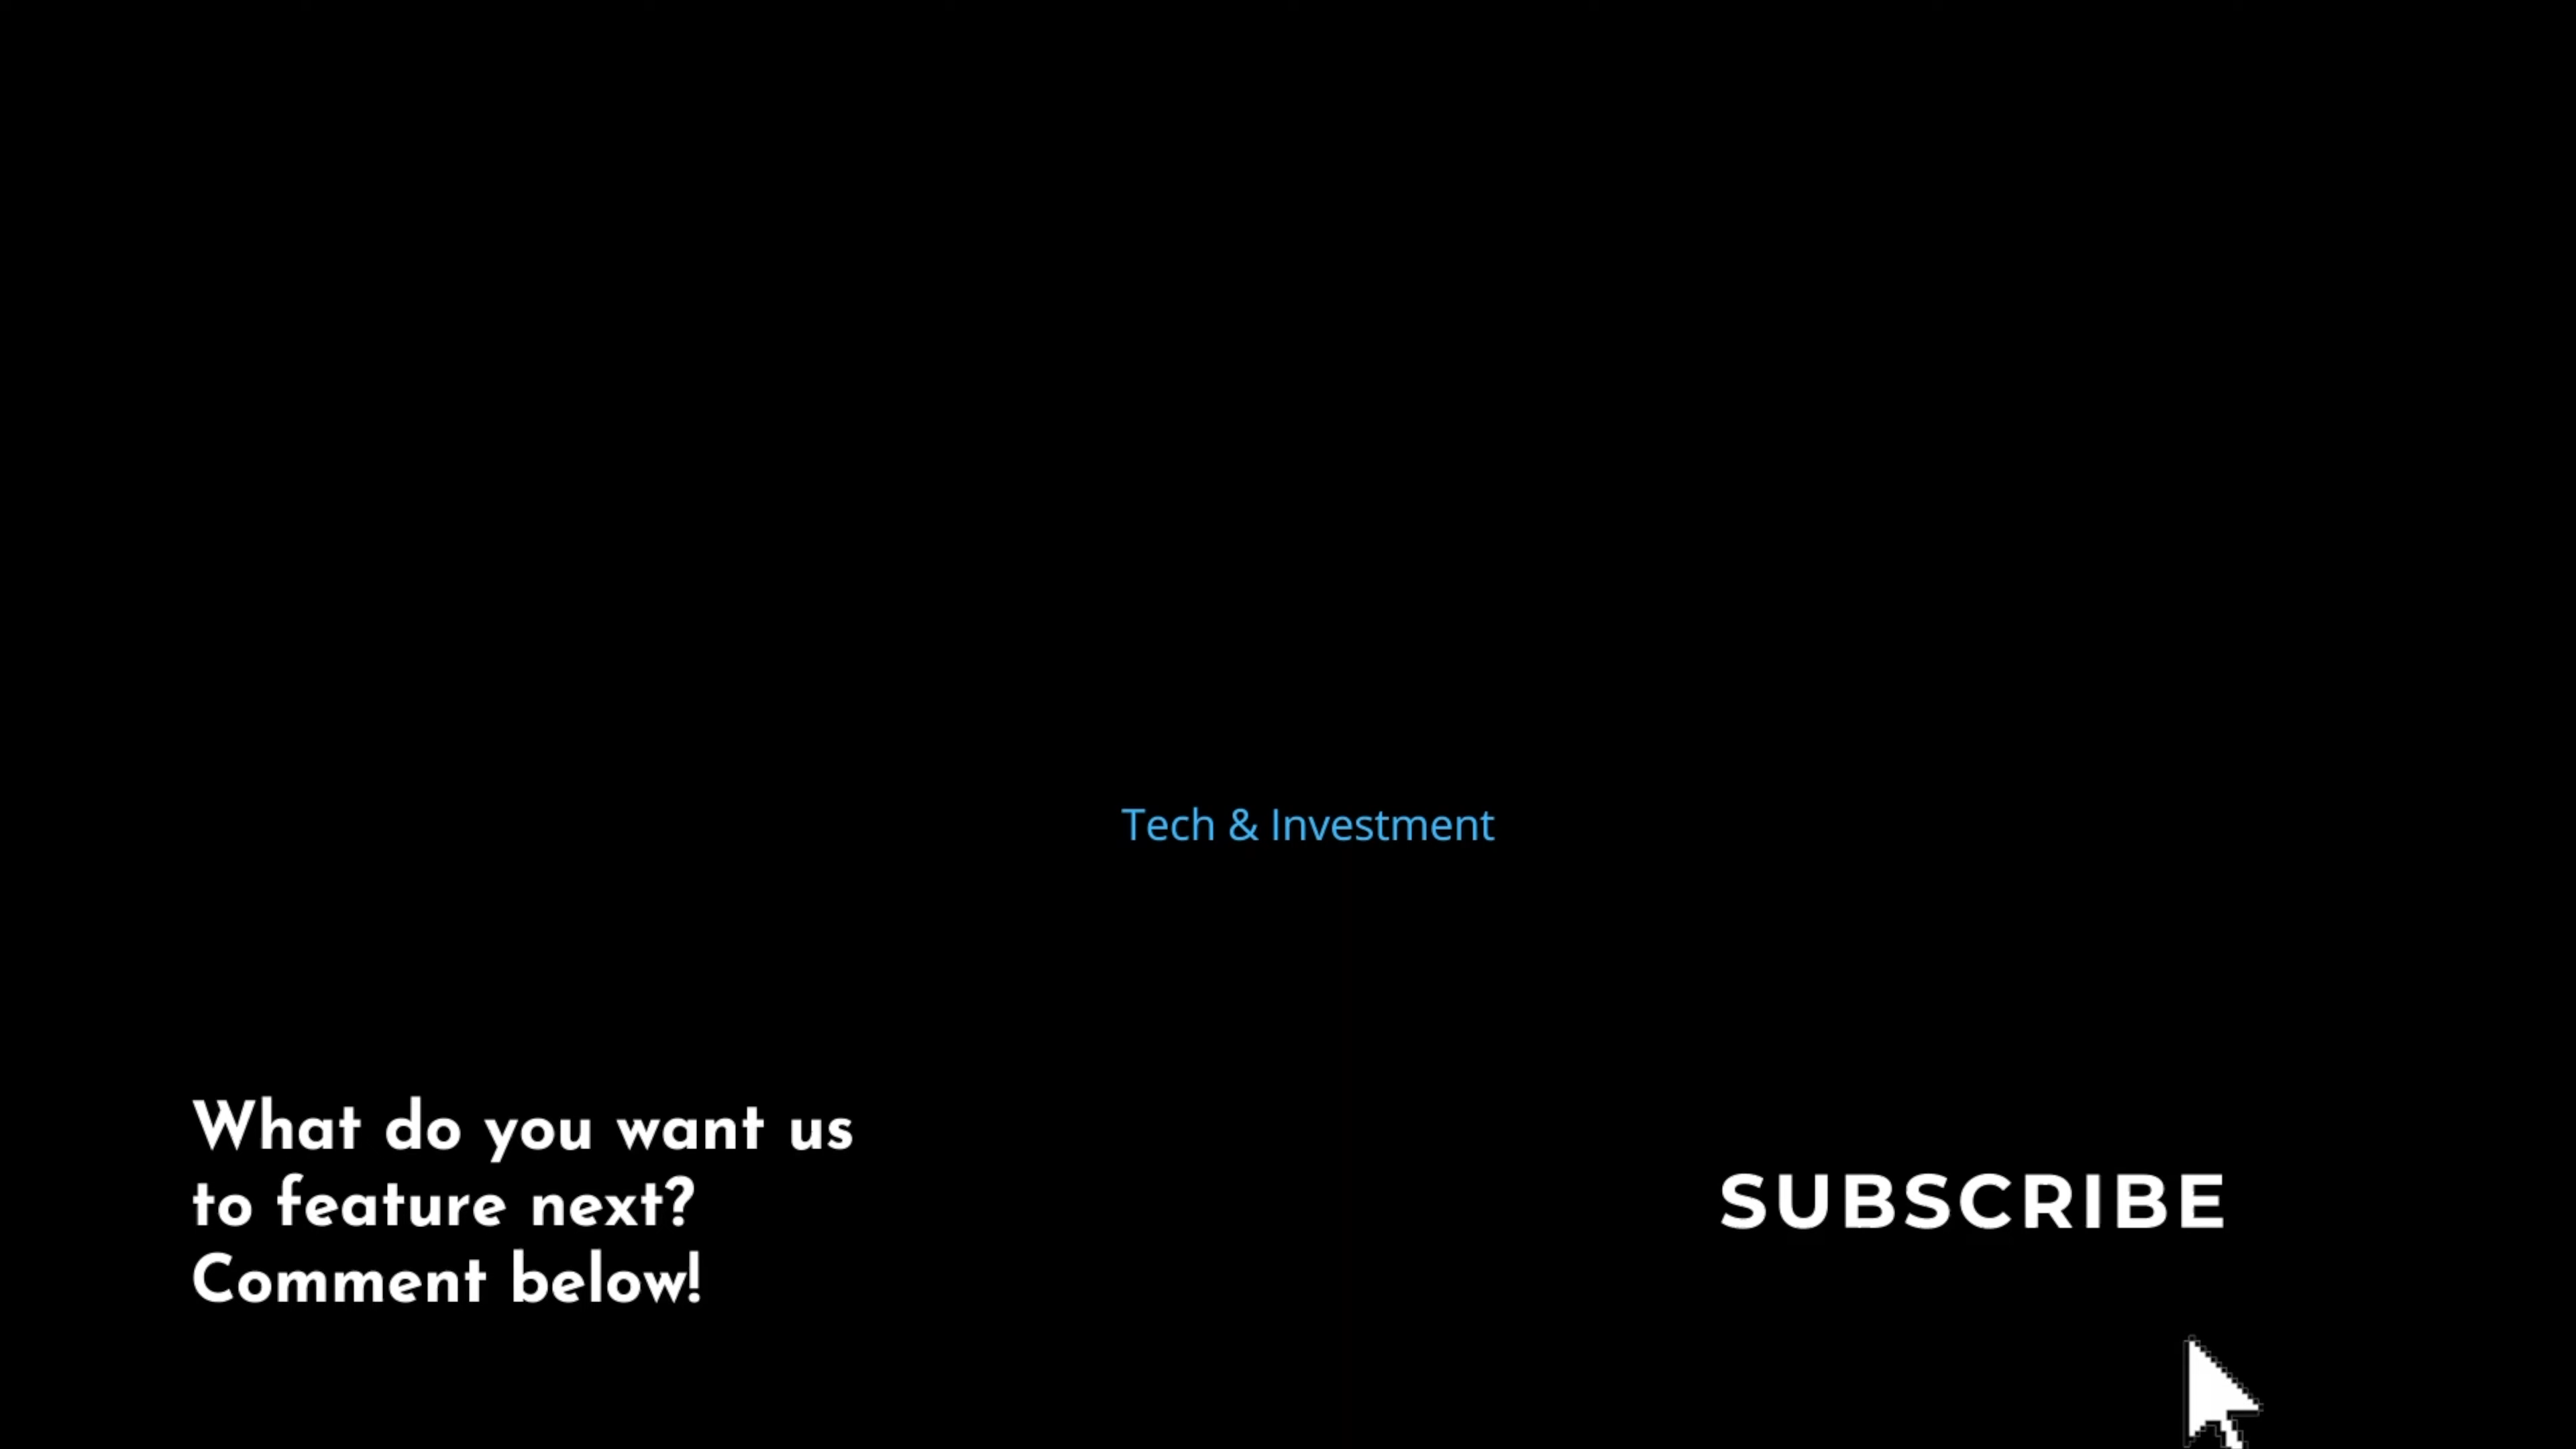 Tech & Investment
What do you want us
to feature next?
Comment below!
SUBSCRIBE